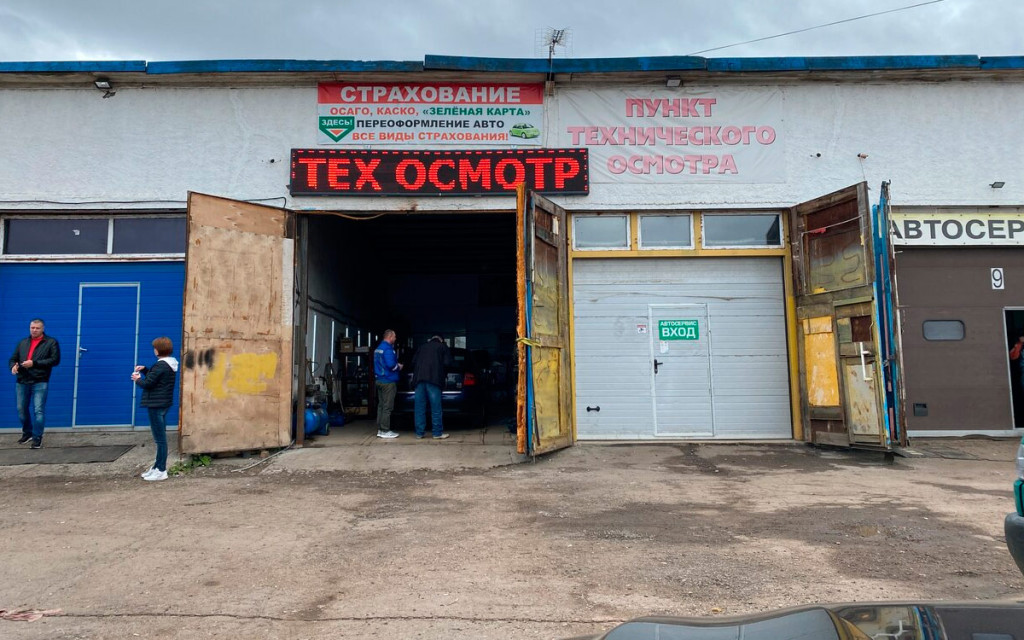 СТРАХОВАНИЕ
ОСАГО, КАСКО, «ЗЕЛЁНАЯ КАРТА»
ЗДЕСЬ!
ПЕРЕОФОРМЛЕНИЕ АВТО
ВСЕ ВИДЫ СТРАХОВАНИЯ!
ТЕХ ОСМОТР
ПУНКТ
ТЕХНИЧЕСКОГО
ОСМОТРА
АВТОСЕРВИС
ВХОД
АВТОСЕР
9